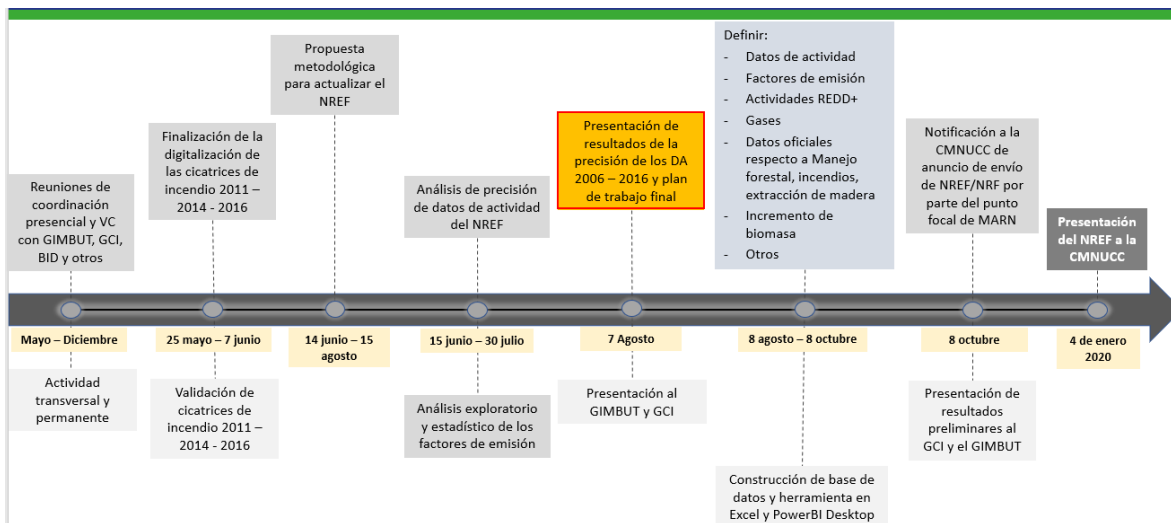 Reuniones de
coordinación
presencial y VC
con GIMBUT, GCI,
BID y otros
Finalización de la
digitalización de
las cicatrices de
incendio 2011 –
2014 - 2016
Propuesta
metodológica
para actualizar el
NREF
Análisis de precisión
de datos de actividad
del NREF
Presentación de
resultados de la
precisión de los DA
2006 – 2016 y plan
de trabajo final
Definir:
- Datos de actividad
- Factores de emisión
- Actividades REDD+
- Gases
- Datos oficiales
respecto a Manejo
forestal, incendios,
extracción de madera
- Incremento de
biomasa
- Otros
Notificación a la
CMNUCC de
anuncio de envío
de NREF/NRF por
parte del punto
focal de MARN
Presentación
del NREF a la
CMNUCC
Mayo – Diciembre
25 mayo – 7 junio
14 junio – 15
agosto
15 junio – 30 julio
7 Agosto
8 agosto – 8 octubre
8 octubre
4 de enero
2020
Actividad
transversal y
permanente
Validación de
cicatrices de
incendio 2011 –
2014 - 2016
Análisis exploratorio
y estadístico de los
factores de emisión
Presentación al
GIMBUT y GCI
Construcción de base de
datos y herramienta en
Excel y PowerBI Desktop
Presentación de
resultados
preliminares al
GCI y el GIMBUT